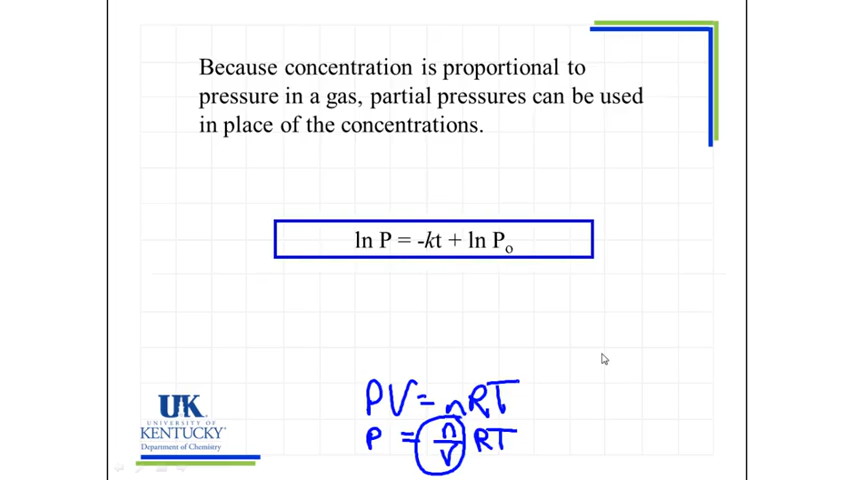 Because concentration is proportional to
pressure in a gas, partial pressures can be used
in place of the concentrations.
ln P = -kt + ln Pₒ
PV = nRT
P = n/V RT
UK
UNIVERSITY OF
KENTUCKY
Department of Chemistry